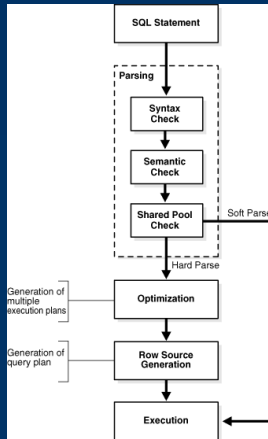 SQL Statement
Parsing
Syntax
Check
Semantic
Check
Shared Pool
Check
Soft Parse
Hard Parse
Generation of
multiple
execution plans
Optimization
Generation of
query plan
Row Source
Generation
Execution